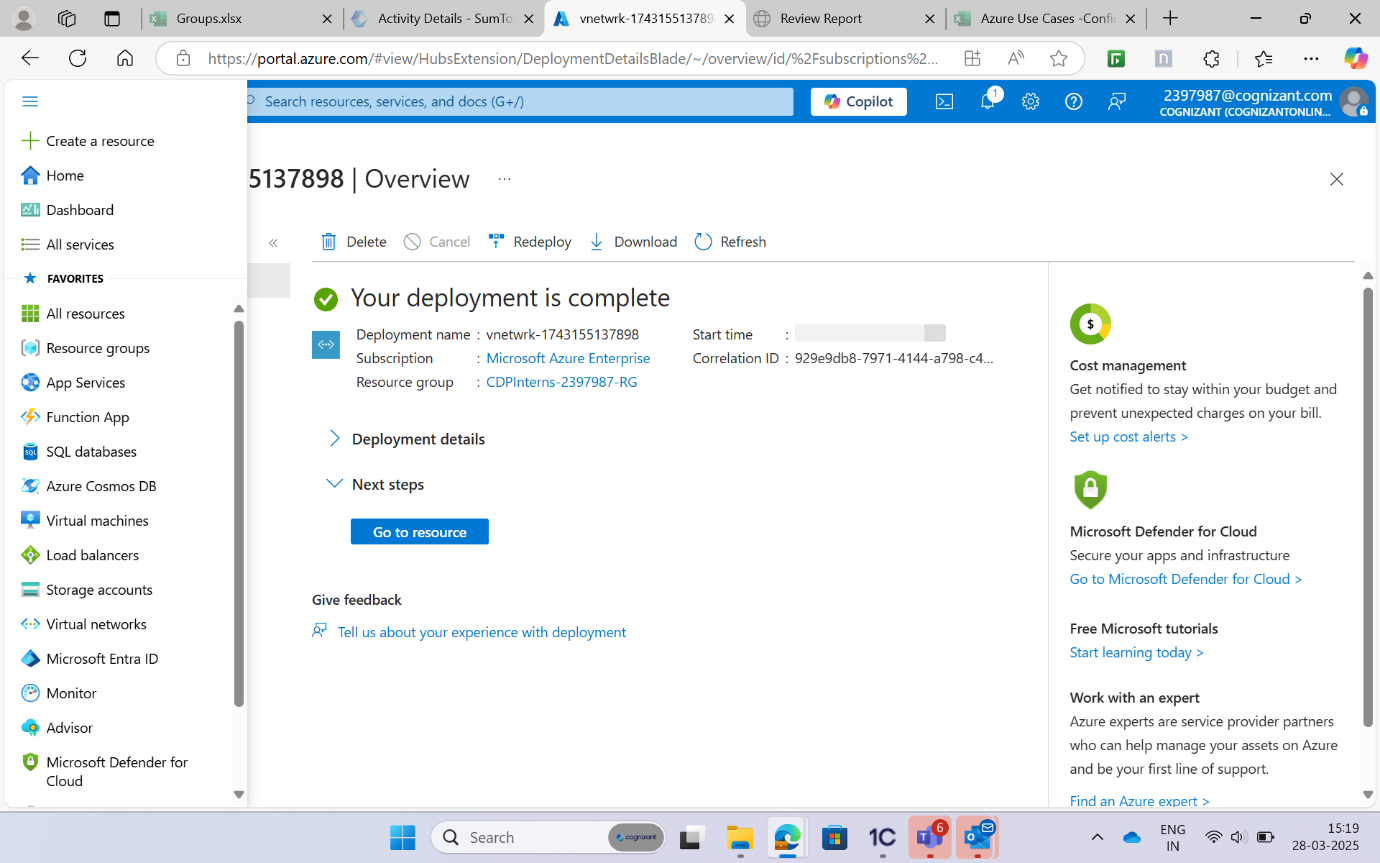 Groups.xlsx
Activity Details - SumTo
vnetwrk-174315513789
Review Report
Azure Use Cases -Confi
https://portal.azure.com/#view/HubsExtension/DeploymentDetailsBlade/~/overview/id/%2Fsubscriptions%2...
Search resources, services, and docs (G+/)
Copilot
1
2397987@cognizant.com
COGNIZANT (COGNIZANTONLIN...
Create a resource
Home
Dashboard
All services
FAVORITES
All resources
Resource groups
App Services
Function App
SQL databases
Azure Cosmos DB
Virtual machines
Load balancers
Storage accounts
Virtual networks
Microsoft Entra ID
Monitor
Advisor
Microsoft Defender for
Cloud
5137898 | Overview ...
Delete Cancel Redeploy Download Refresh
Your deployment is complete
Deployment name : vnetwrk-1743155137898
Subscription : Microsoft Azure Enterprise
Resource group : CDPInterns-2397987-RG
Start time :
Correlation ID : 929e9db8-7971-4144-a798-c4...
Deployment details
Next steps
Go to resource
Give feedback
Tell us about your experience with deployment
$
Cost management
Get notified to stay within your budget and
prevent unexpected charges on your bill.
Set up cost alerts >
Microsoft Defender for Cloud
Secure your apps and infrastructure
Go to Microsoft Defender for Cloud >
Free Microsoft tutorials
Start learning today >
Work with an expert
Azure experts are service provider partners
who can help manage your assets on Azure
and be your first line of support.
Find an Azure expert >
Search
cognizant
1C
6
ENG
IN
15:19
28-03-2025